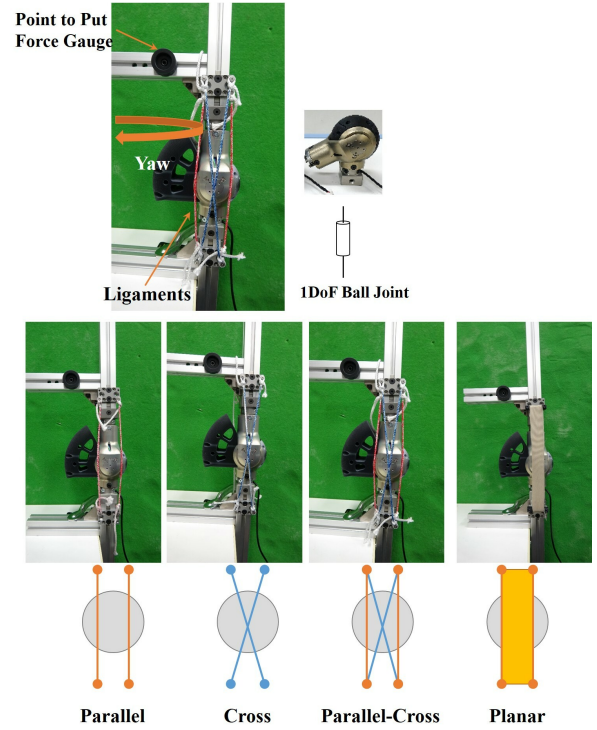 Point to Put
Force Gauge
Yaw
Ligaments
1DoF Ball Joint
Parallel
Cross
Parallel-Cross
Planar